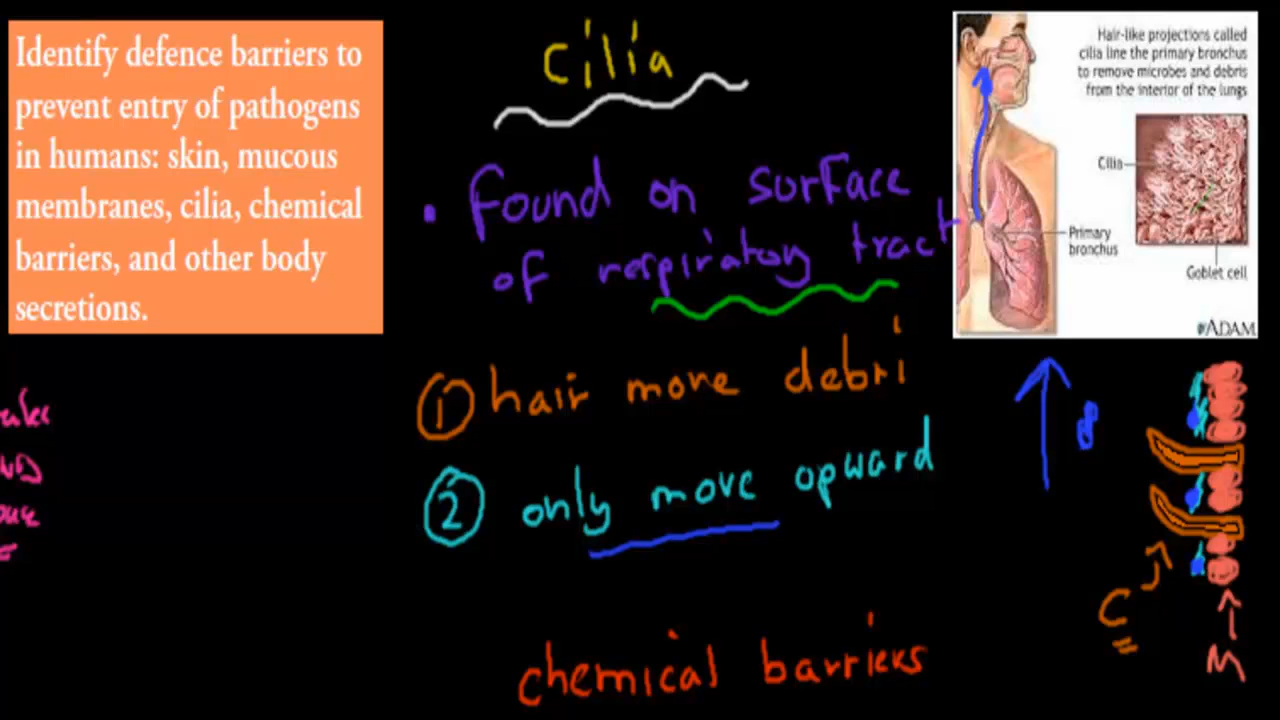 Identify defence barriers to
prevent entry of pathogens
in humans: skin, mucous
membranes, cilia, chemical
barriers, and other body
secretions.
cilia
• Found on surface
of respiratory tract
① hair move debri
② only move opward
chemical barriers
Hair-like projections called
cilia line the primary bronchus
to remove microbes and debris
from the interior of the lungs
Cilia
Primary
bronchus
Goblet cell
ADAM
C
M